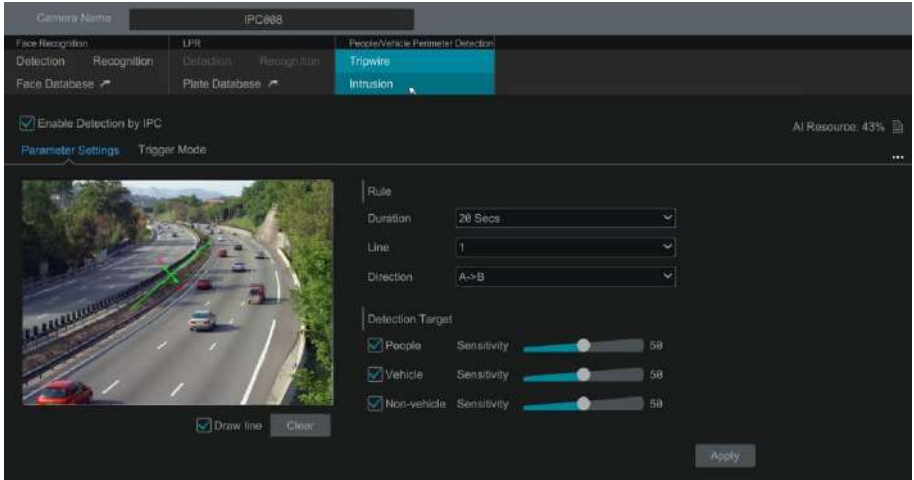 Camera Name IPC008
Face Recognition LPR People/Vehicle Perimeter Detection
Detection Recognition Detection Recognition Tripwire
Face Database Plate Database Intrusion
Enable Detection by IPC AI Resource: 43%
Parameter Settings Trigger Mode ...
Rule
Duration 20 Secs
Line 1
Direction A->B
Detection Target
People Sensitivity 50
Vehicle Sensitivity 50
Non-vehicle Sensitivity 50
Draw line Clear
Apply